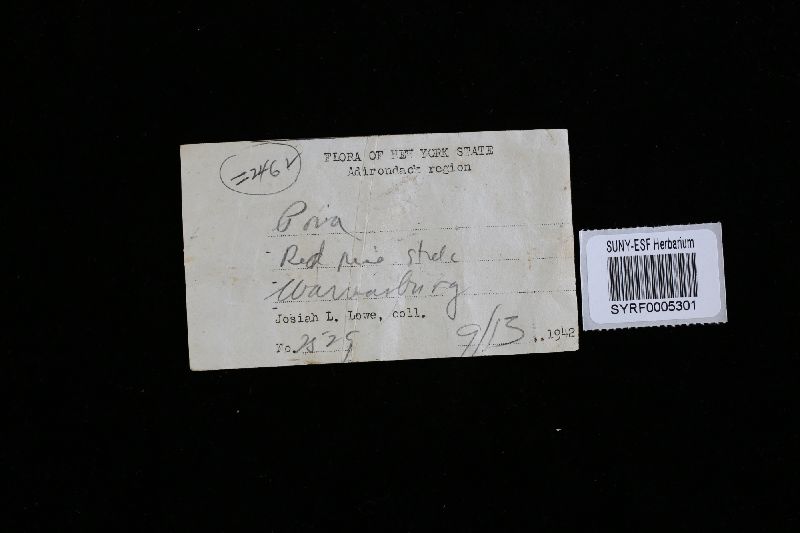 =2462
FLORA OF NEW YORK STATE
Adirondack region
Poria
Red pine
Warrensburg
Josiah L. Lowe, coll.
No. 2529 9/13 1942
SUNY-ESF Herbarium
SYRF0005301